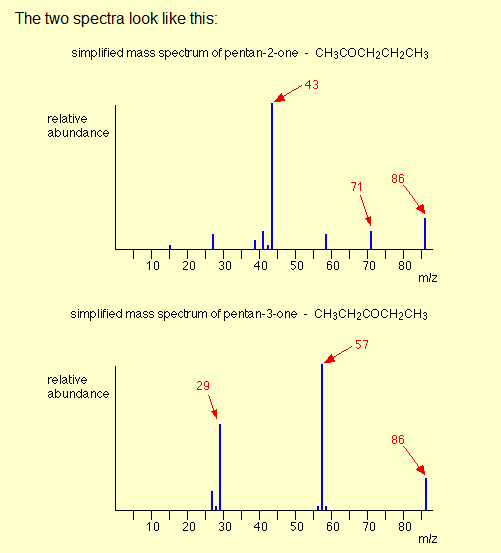 The two spectra look like this:
simplified mass spectrum of pentan-2-one - CH3COCH2CH2CH3
43
relative
abundance
71
86
10 20 30 40 50 60 70 80
m/z
simplified mass spectrum of pentan-3-one - CH3CH2COCH2CH3
57
relative
abundance
29
86
10 20 30 40 50 60 70 80
m/z